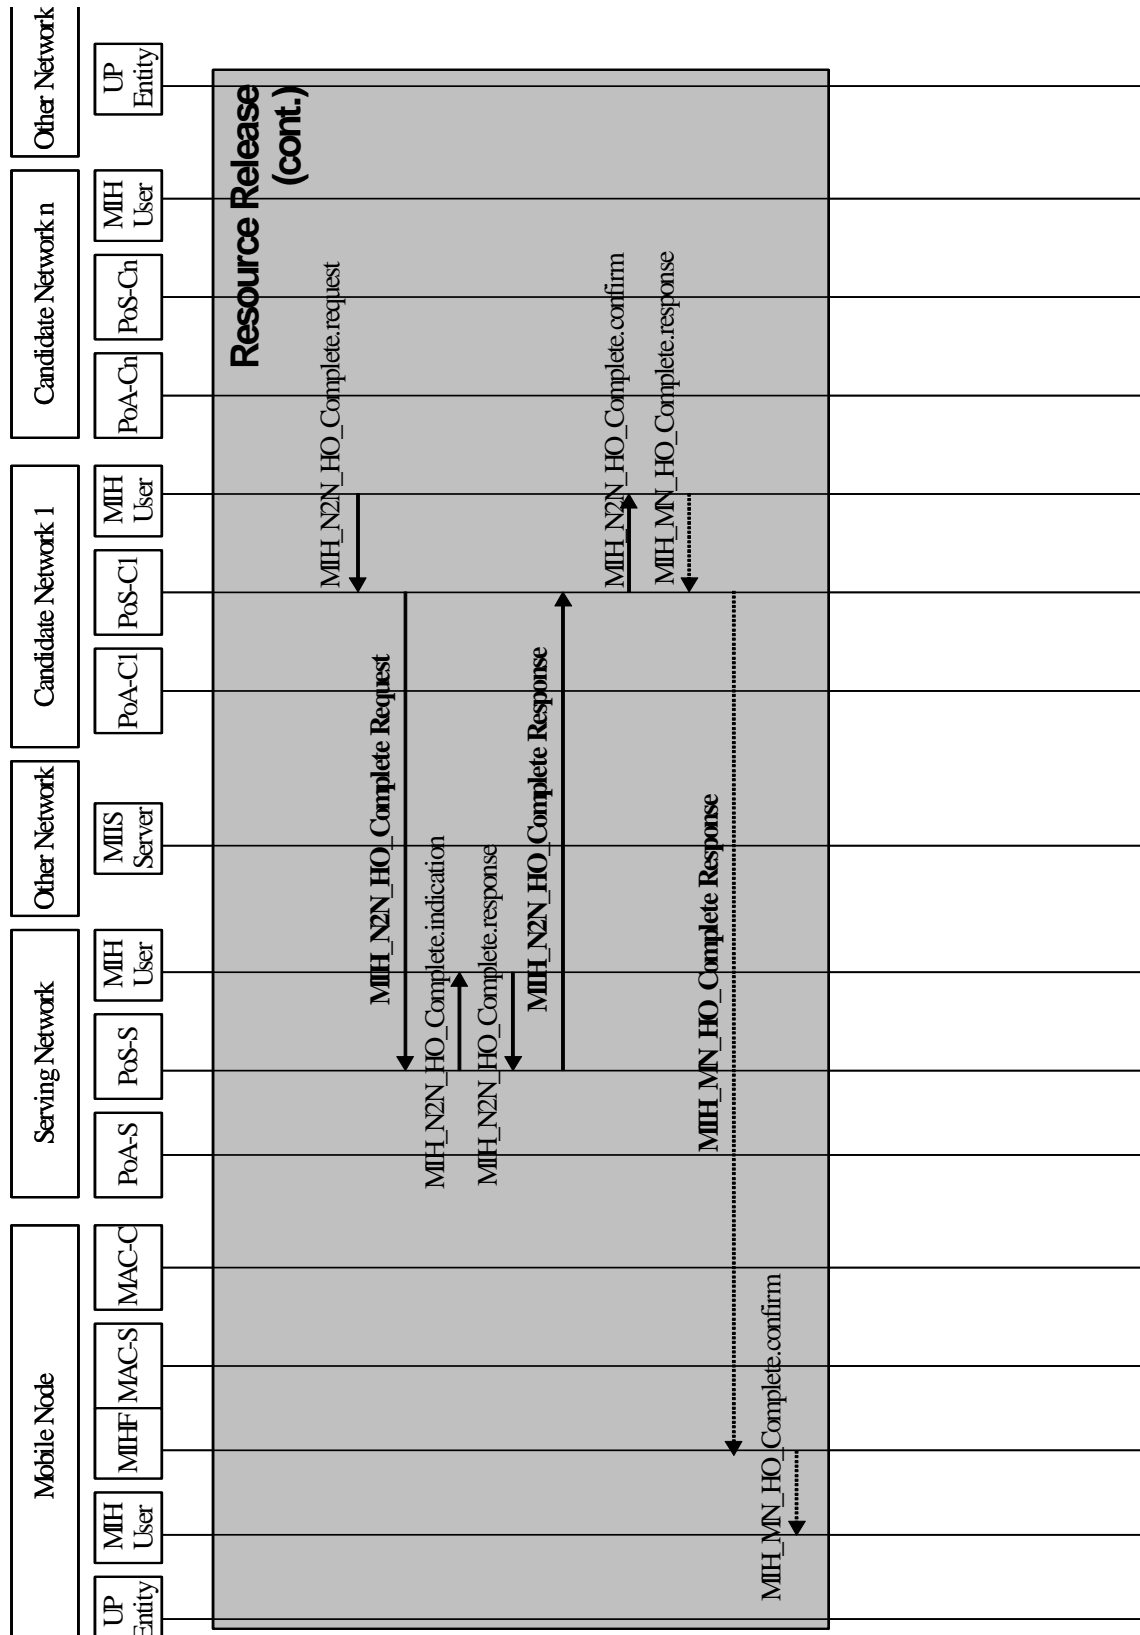 Mobile Node
Serving Network
Other Network
Candidate Network 1
Candidate Network n
Other Network
UP
Entity
MIH
User
MIHF
MAC-S
MAC-C
PoA-S
PoS-S
MIH
User
MIIS
Server
PoA-C1
PoS-C1
MIH
User
PoA-Cn
PoS-Cn
MIH
User
UP
Entity
Resource Release
(cont.)
MIH_N2N_HO_Complete.request
MIH_N2N_HO_Complete Request
MIH_N2N_HO_Complete.indication
MIH_N2N_HO_Complete.response
MIH_N2N_HO_Complete Response
MIH_N2N_HO_Complete.confirm
MIH_MN_HO_Complete.response
MIH_MN_HO_Complete Response
MIH_MN_HO_Complete.confirm